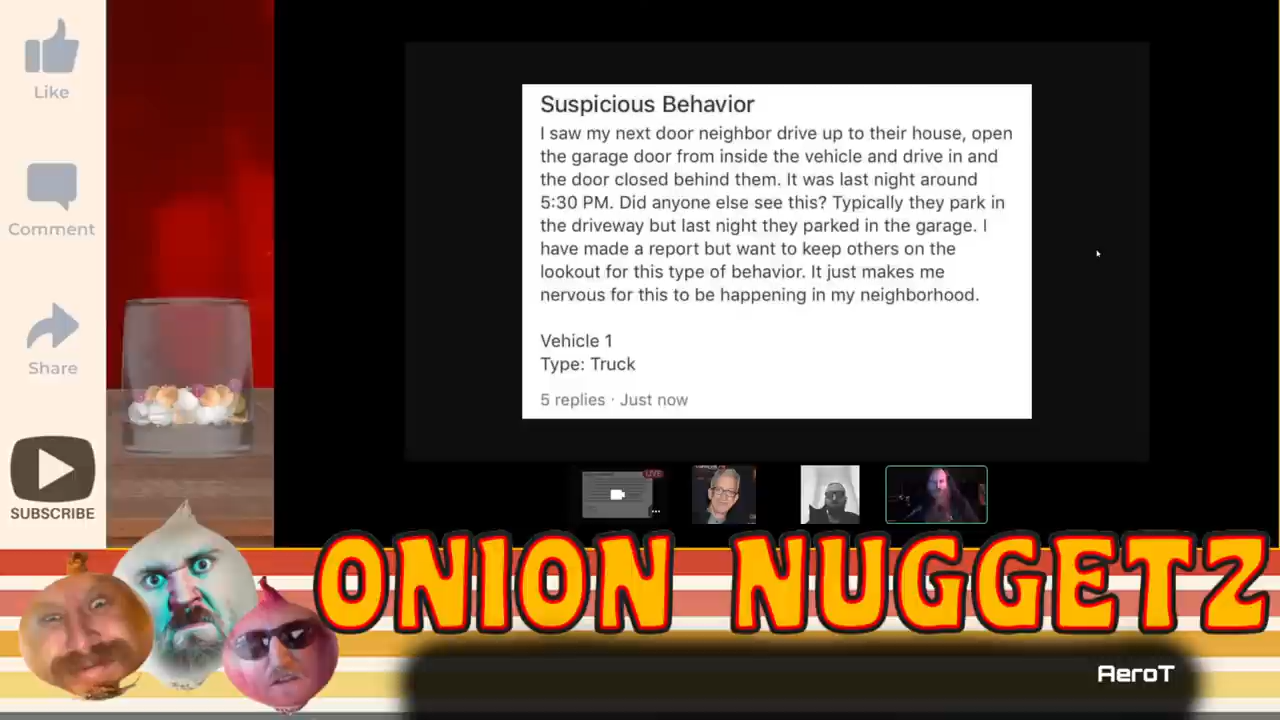 Like
Comment
Share
SUBSCRIBE
Suspicious Behavior
I saw my next door neighbor drive up to their house, open
the garage door from inside the vehicle and drive in and
the door closed behind them. It was last night around
5:30 PM. Did anyone else see this? Typically they park in
the driveway but last night they parked in the garage. I
have made a report but want to keep others on the
lookout for this type of behavior. It just makes me
nervous for this to be happening in my neighborhood.
Vehicle 1
Type: Truck
5 replies · Just now
LIVE
ONION NUGGETZ
AeroT